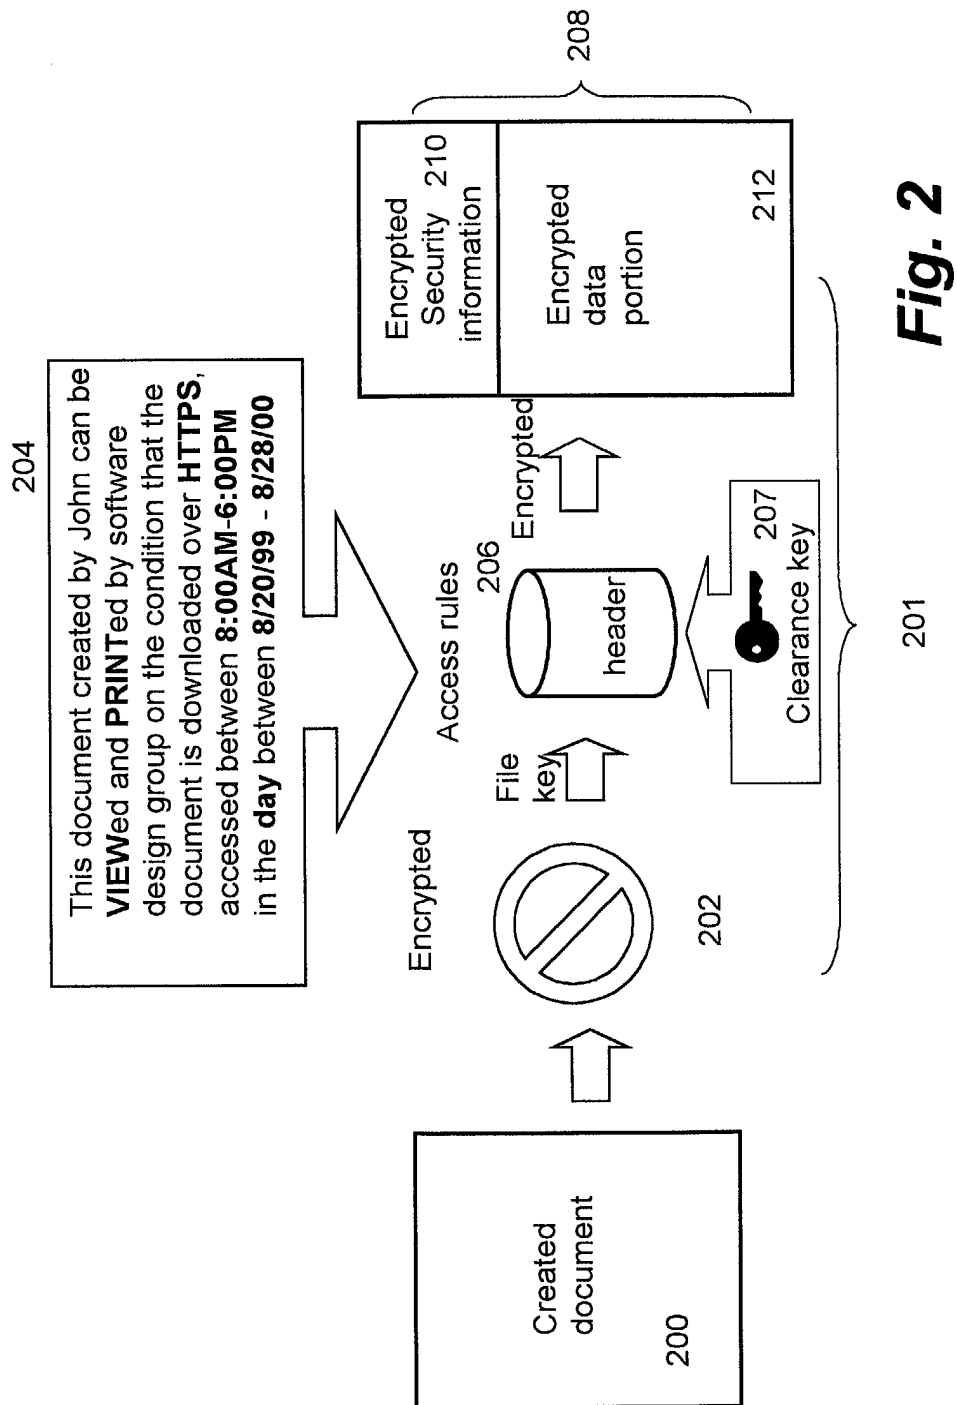 204
This document created by John can be
VIEWed and PRINTed by software
design group on the condition that the
document is downloaded over HTTPS,
accessed between 8:00AM-6:00PM
in the day between 8/20/99 - 8/28/00
Created
document
200
Encrypted
202
File
key
Access rules
206
header
207
Clearance key
Encrypted
Encrypted
Security 210
information
Encrypted
data
portion
212
208
201
Fig. 2